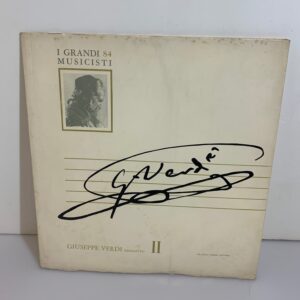 I GRANDI 84
MUSICISTI
G. Verdi
GIUSEPPE VERDI II